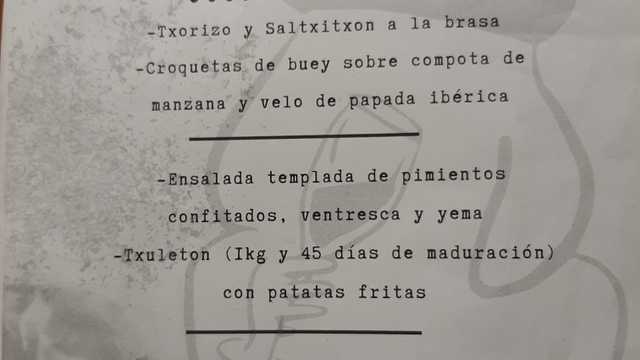 -Txorizo y Saltxitxon a la brasa
-Croquetas de buey sobre compota de
manzana y velo de papada ibérica
-Ensalada templada de pimientos
confitados, ventresca y yema
-Txuleton (Ikg y 45 días de maduración)
con patatas fritas